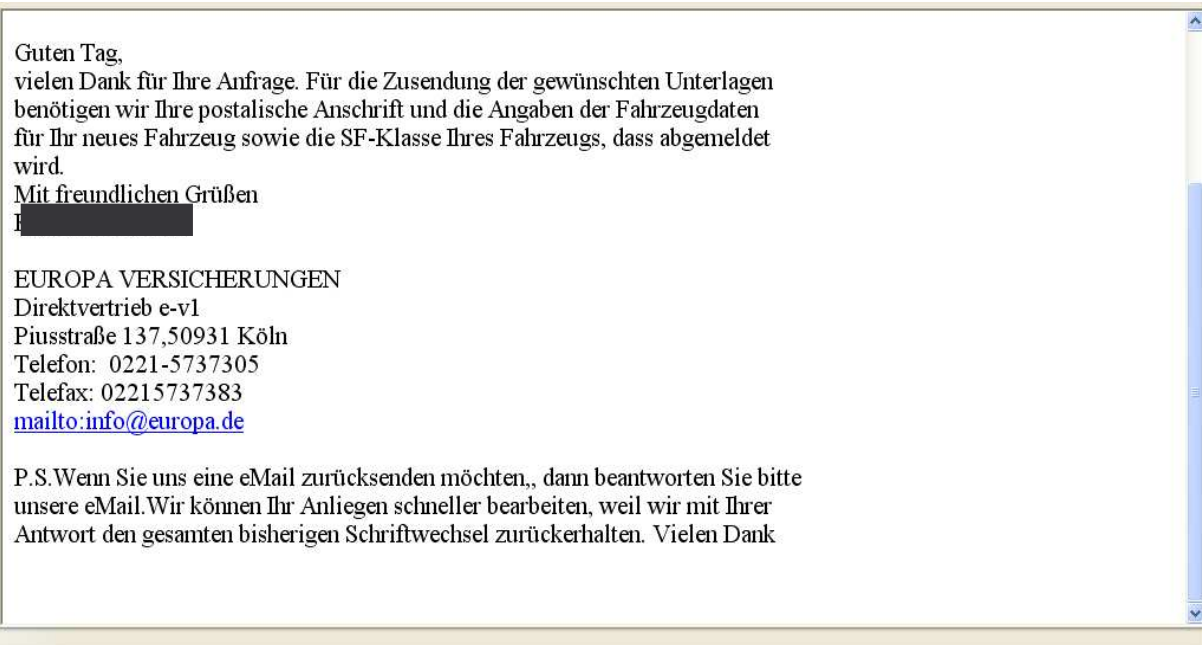 Guten Tag,
vielen Dank für Ihre Anfrage. Für die Zusendung der gewünschten Unterlagen
benötigen wir Ihre postalische Anschrift und die Angaben der Fahrzeugdaten
für Ihr neues Fahrzeug sowie die SF-Klasse Ihres Fahrzeugs, dass abgemeldet
wird.
Mit freundlichen Grüßen
EUROPA VERSICHERUNGEN
Direktvertrieb e-v1
Piusstraße 137,50931 Köln
Telefon:  0221-5737305
Telefax: 02215737383
mailto:info@europa.de
P.S.Wenn Sie uns eine eMail zurücksenden möchten,, dann beantworten Sie bitte
unsere eMail.Wir können Ihr Anliegen schneller bearbeiten, weil wir mit Ihrer
Antwort den gesamten bisherigen Schriftwechsel zurückerhalten. Vielen Dank